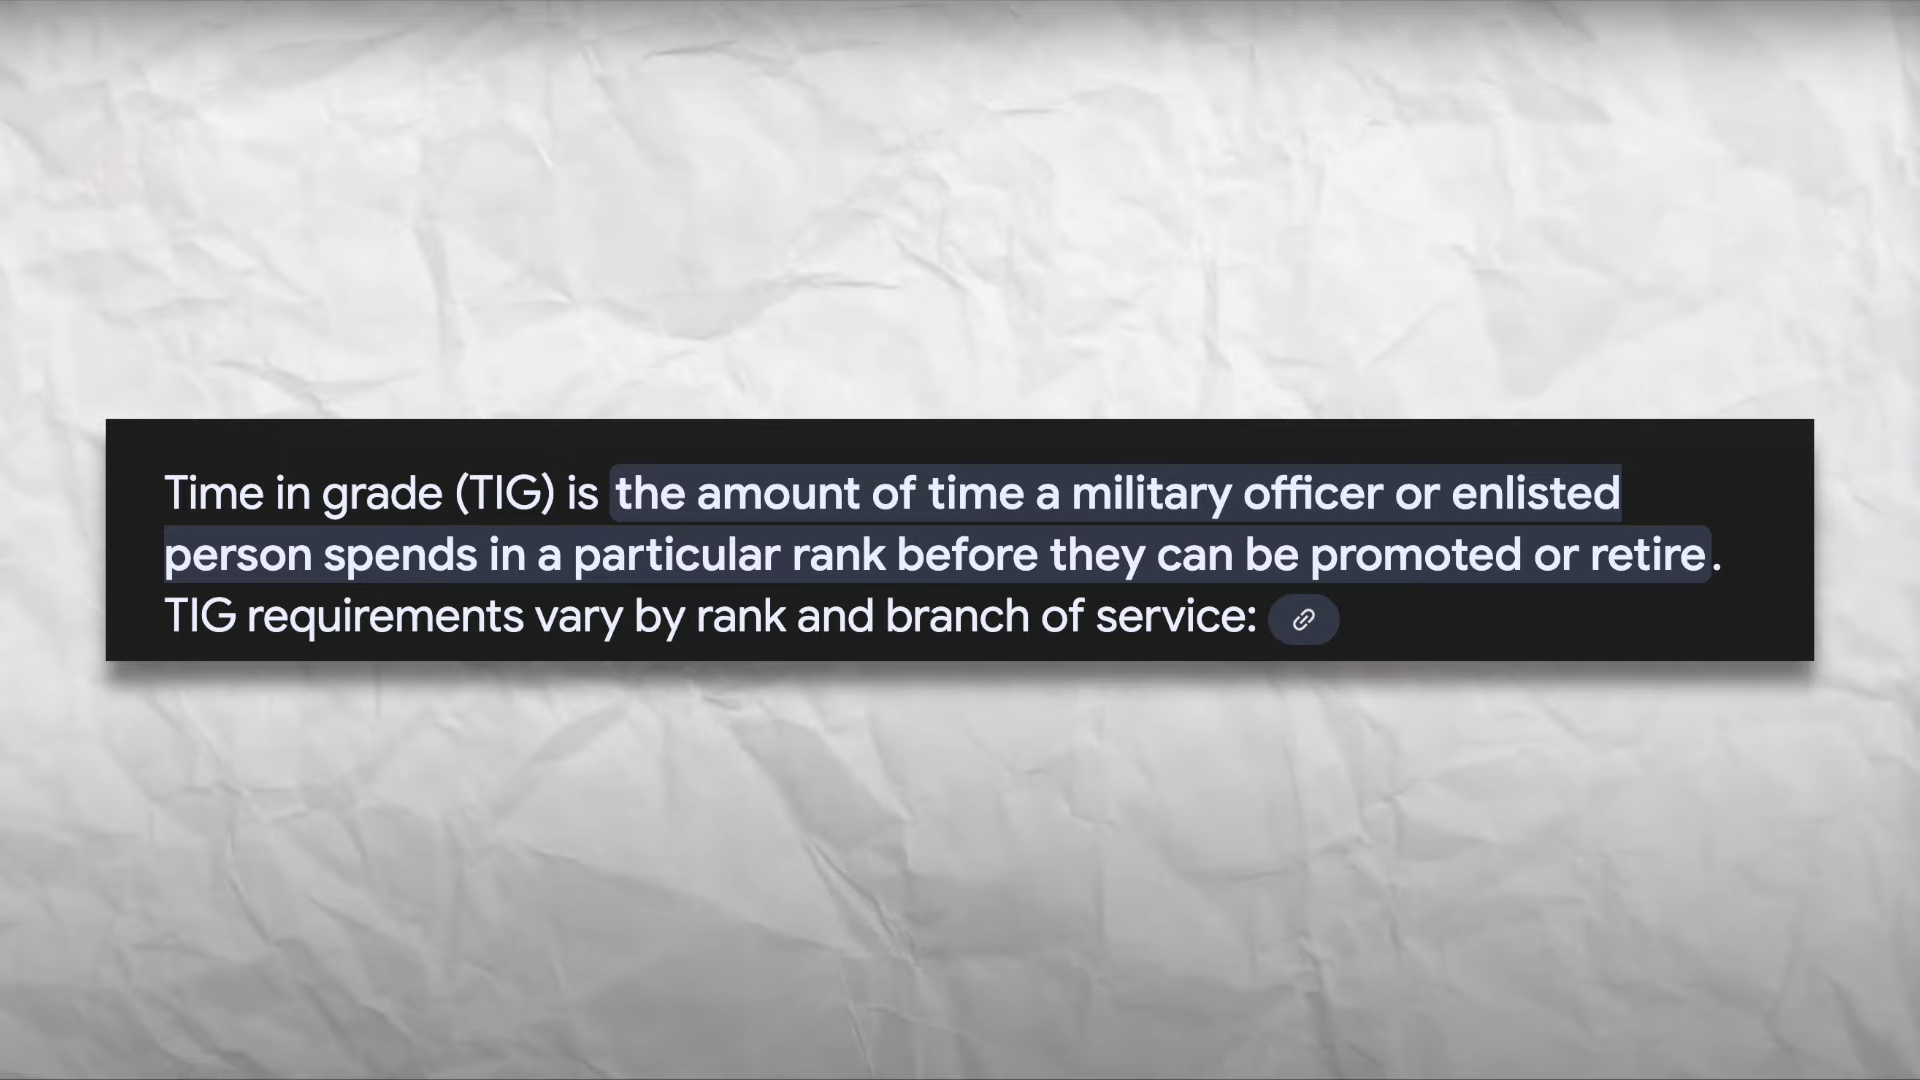 Time in grade (TIG) is the amount of time a military officer or enlisted
person spends in a particular rank before they can be promoted or retire.
TIG requirements vary by rank and branch of service: